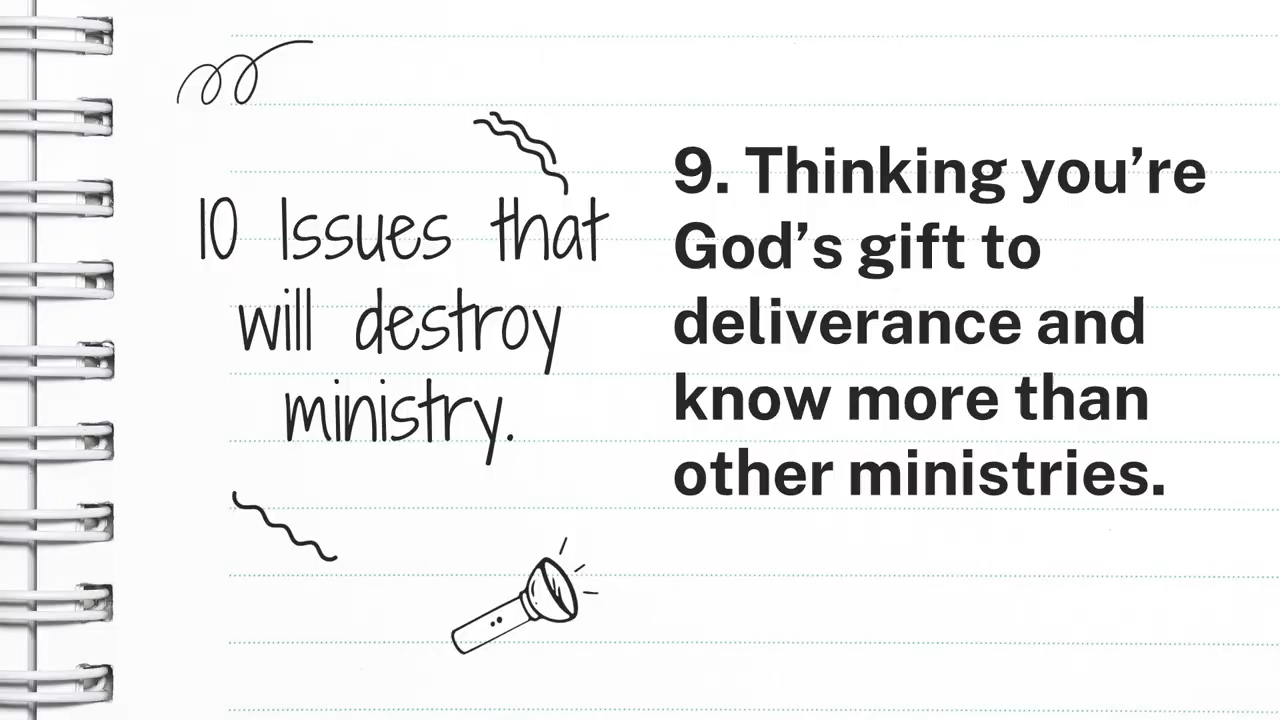 10 Issues that
will destroy
ministry.
9. Thinking you’re
God’s gift to
deliverance and
know more than
other ministries.